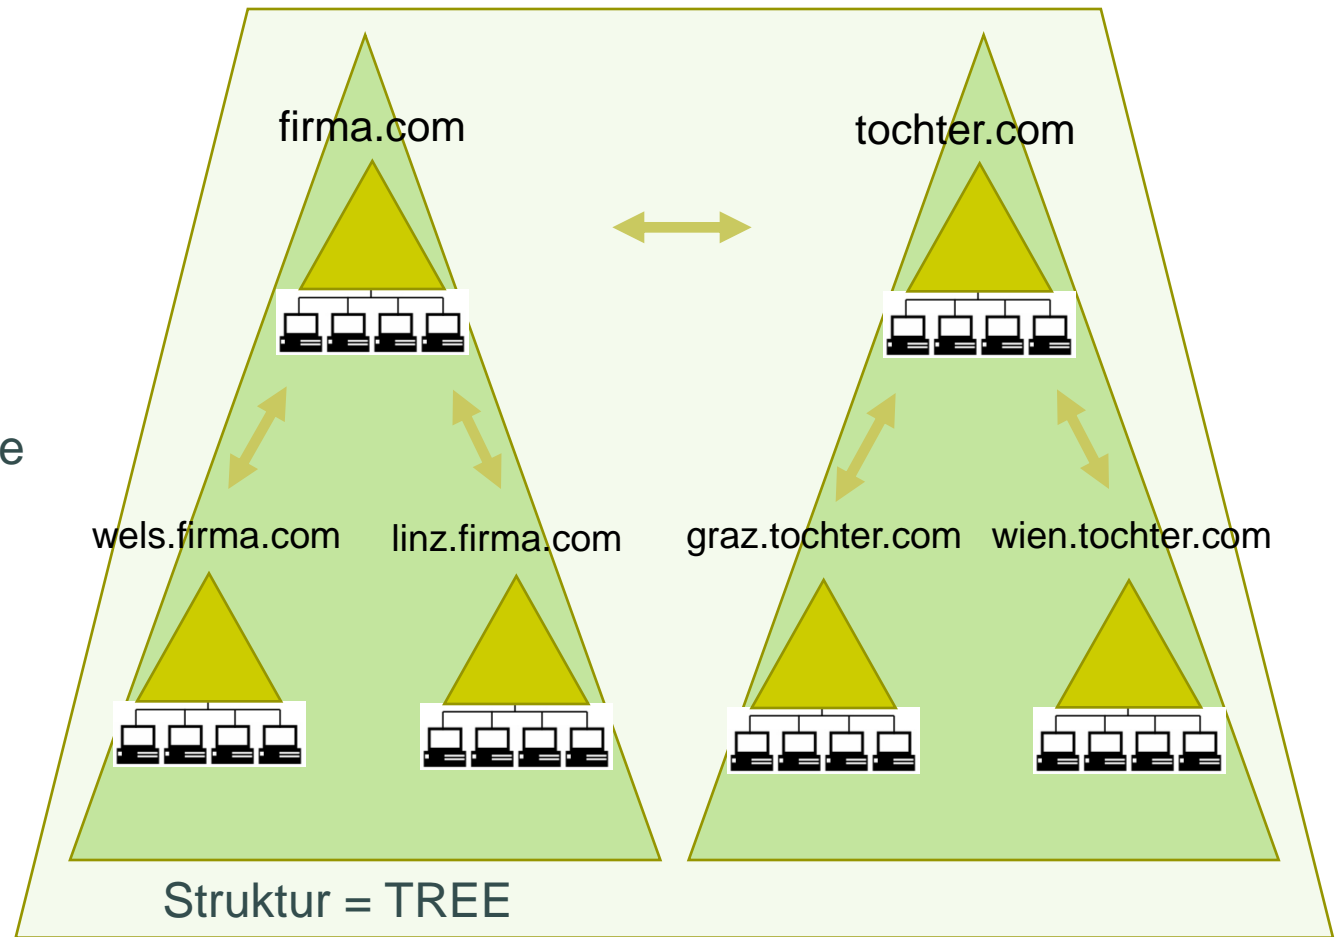 firma.com
tochter.com
e
wels.firma.com
linz.firma.com
graz.tochter.com
wien.tochter.com
Struktur = TREE